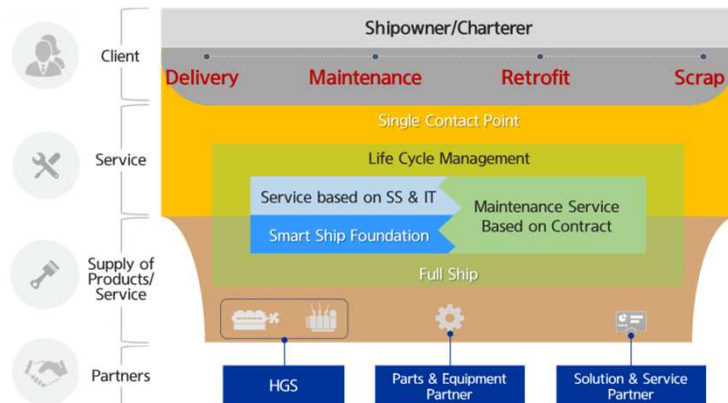 Shipowner/Charterer
Client
Delivery
Maintenance
Retrofit
Scrap
Single Contact Point
Service
Life Cycle Management
Service based on SS & IT
Maintenance Service
Based on Contract
Smart Ship Foundation
Supply of
Products/
Service
Full Ship
Partners
HGS
Parts & Equipment
Partner
Solution & Service
Partner